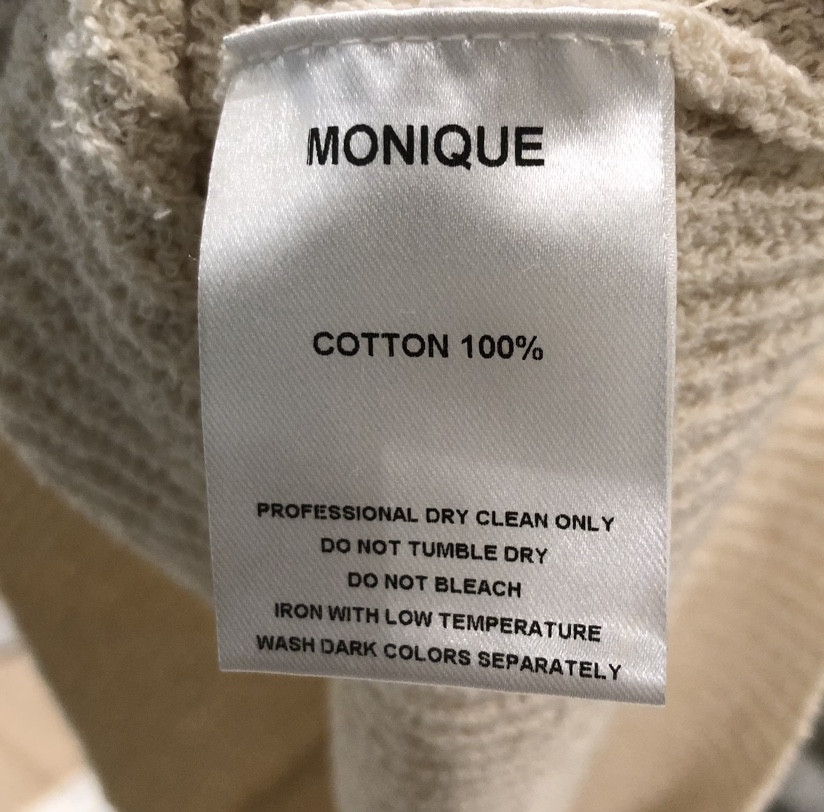 MONIQUE
COTTON 100%
PROFESSIONAL DRY CLEAN ONLY
DO NOT TUMBLE DRY
DO NOT BLEACH
IRON WITH LOW TEMPERATURE
WASH DARK COLORS SEPARATELY